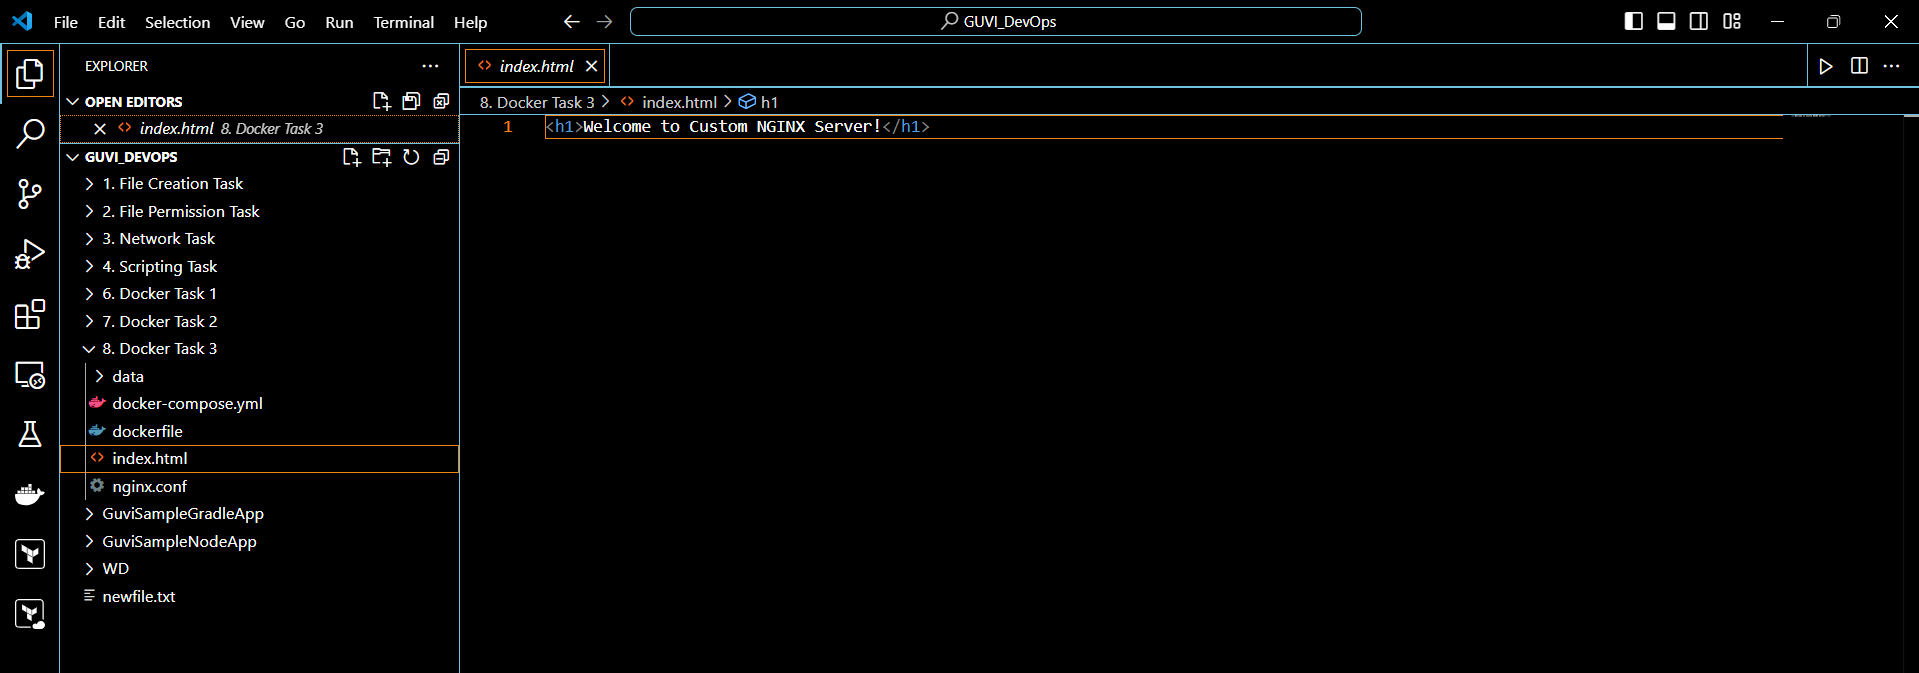 File Edit Selection View Go Run Terminal Help
GUVI_DevOps
EXPLORER
OPEN EDITORS
index.html 8. Docker Task 3
GUVI_DEVOPS
1. File Creation Task
2. File Permission Task
3. Network Task
4. Scripting Task
6. Docker Task 1
7. Docker Task 2
8. Docker Task 3
data
docker-compose.yml
dockerfile
index.html
nginx.conf
GuviSampleGradleApp
GuviSampleNodeApp
WD
newfile.txt
index.html
8. Docker Task 3 > index.html > h1
1 <h1>Welcome to Custom NGINX Server!</h1>